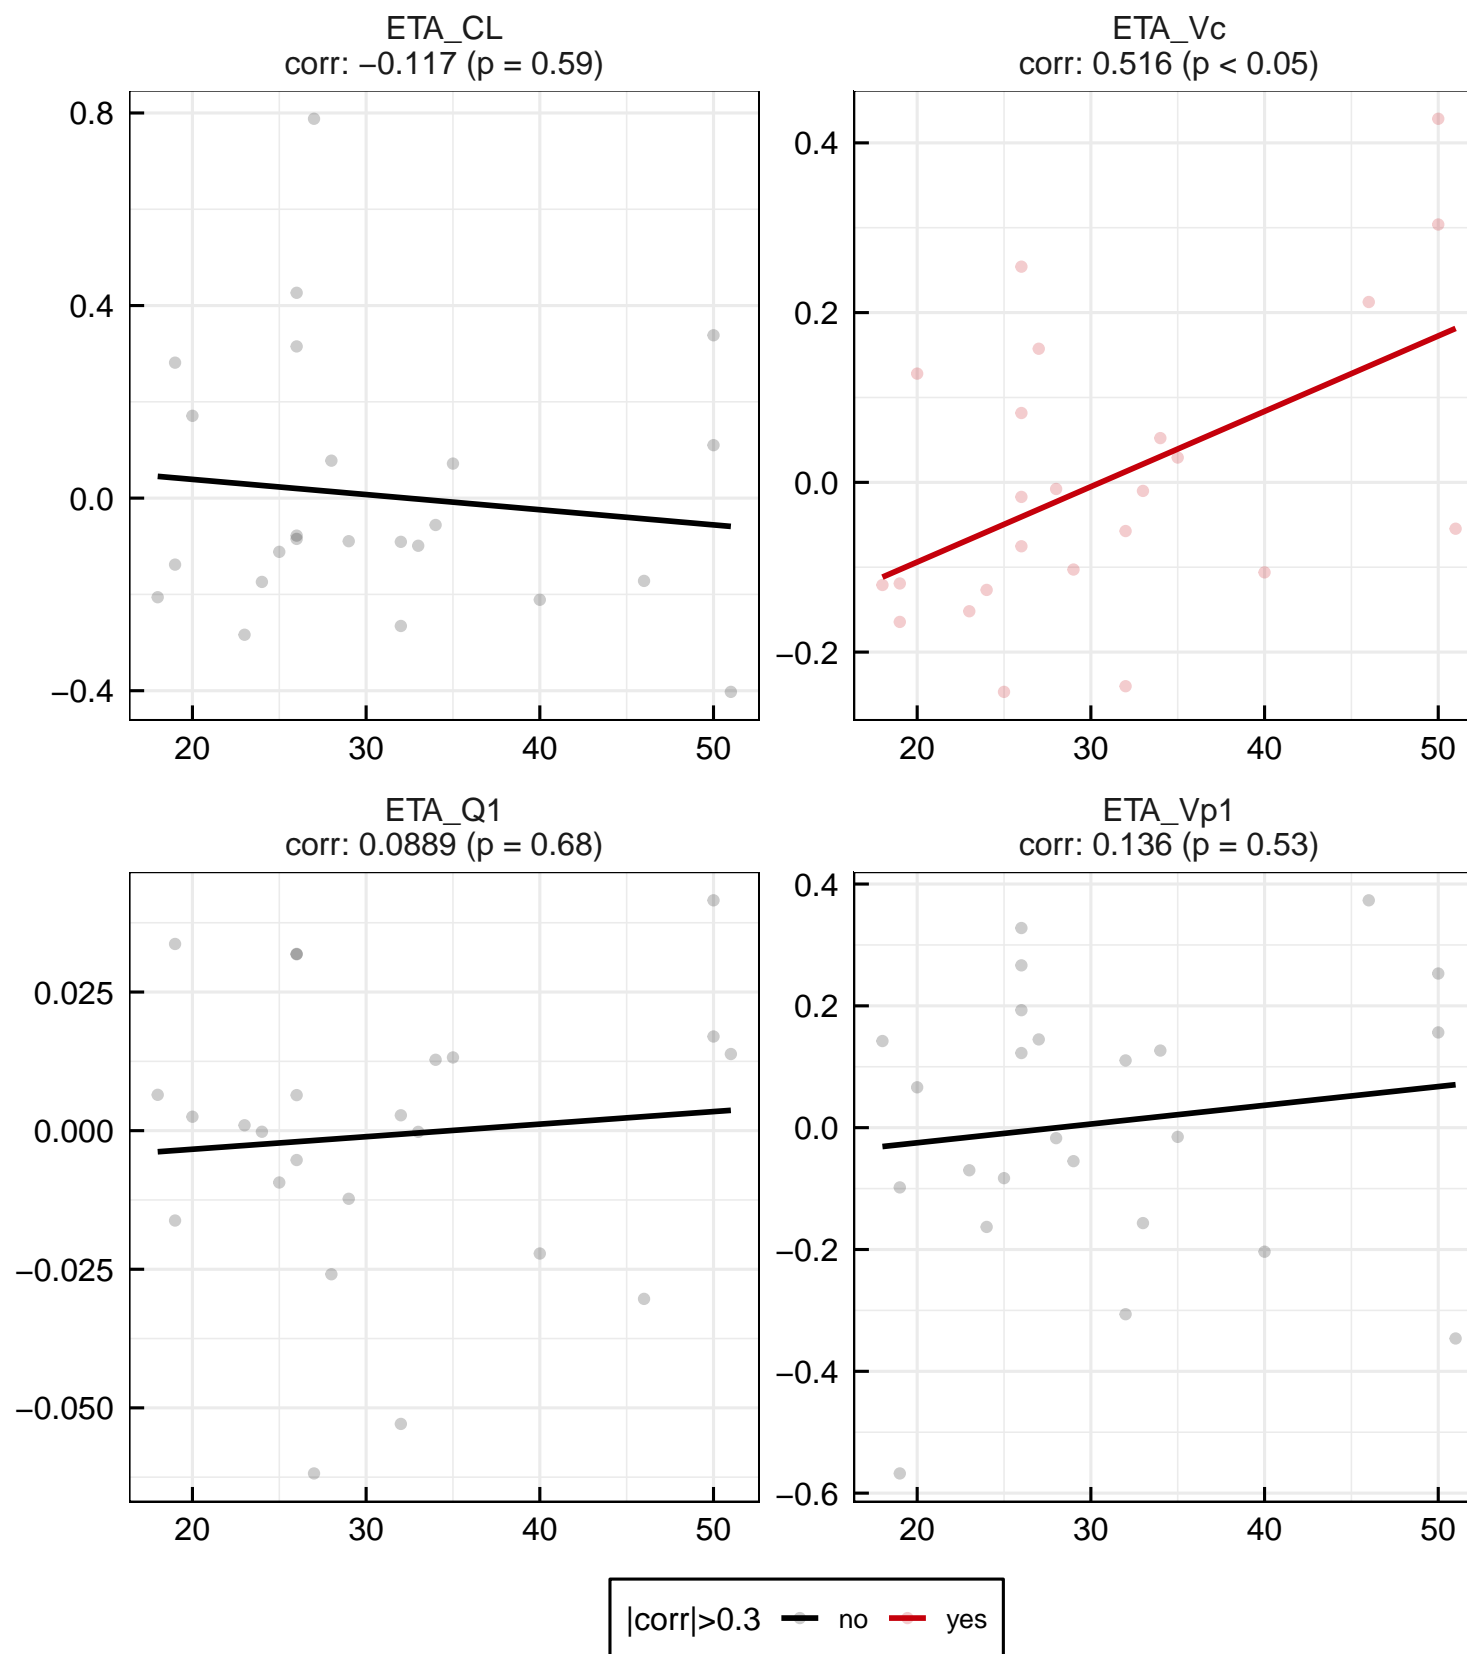 ETA_CL
corr: −0.117 (p = 0.59)
ETA_Vc
corr: 0.516 (p < 0.05)
0.8
0.4
0.0
−0.4
20 30 40 50
0.4
0.2
0.0
−0.2
20 30 40 50
ETA_Q1
corr: 0.0889 (p = 0.68)
ETA_Vp1
corr: 0.136 (p = 0.53)
0.025
0.000
−0.025
−0.050
20 30 40 50
0.4
0.2
0.0
−0.2
−0.4
−0.6
20 30 40 50
|corr|>0.3 no yes